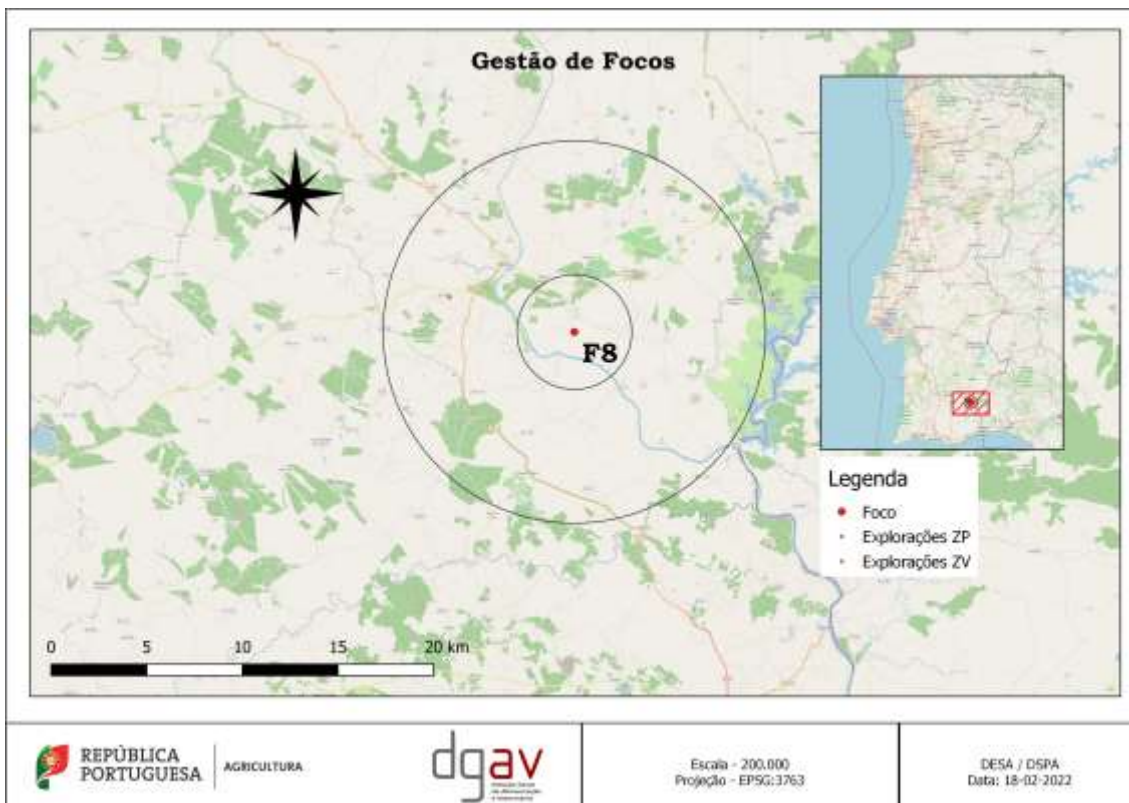 Gestão de Focos
F8
Legenda
Foco
Explorações ZP
Explorações ZV
0 5 10 15 20 km
REPÚBLICA
PORTUGUESA
AGRICULTURA
dgav
Escala - 200.000
Projeção - EPSG:3763
DESA / DSPA
Data: 18-02-2022